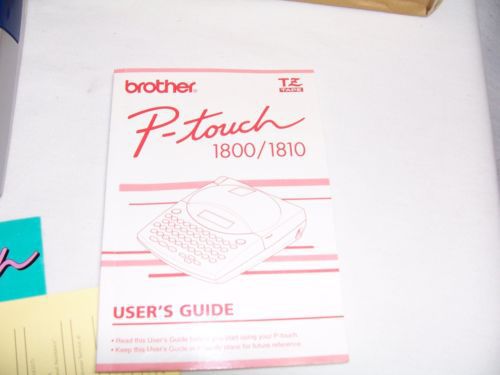 brother
TZ
TAPE
P-touch
1800/1810
USER'S GUIDE
• Read this User's Guide before you start using your P-touch.
• Keep this User's Guide in a handy place for future reference.